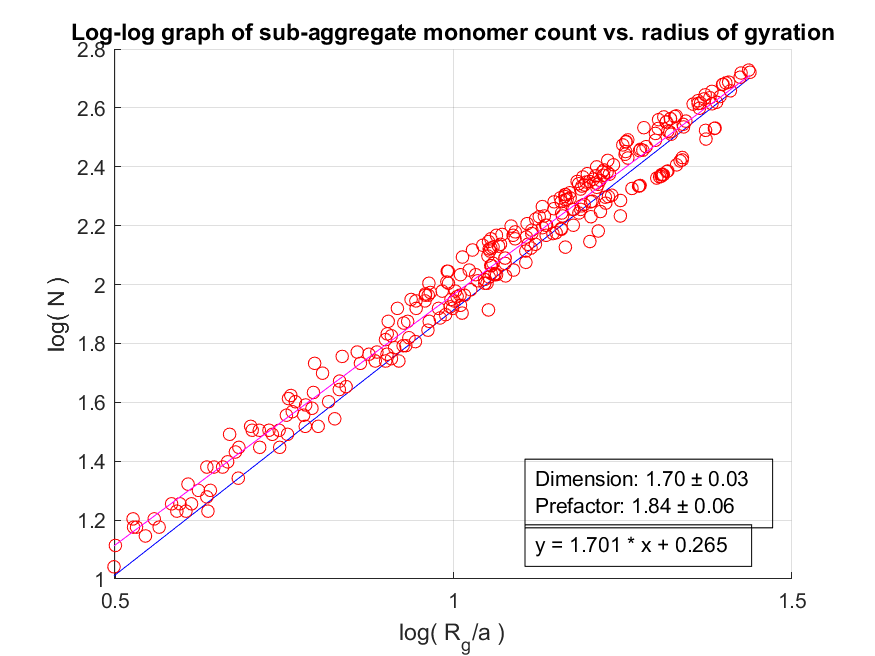 Log-log graph of sub-aggregate monomer count vs. radius of gyration
2.8
2.6
2.4
2.2
2
1.8
1.6
1.4
1.2
1
log( N )
Dimension: 1.70 ± 0.03
Prefactor: 1.84 ± 0.06
y = 1.701 * x + 0.265
0.5 1 1.5
log( Rg/a )